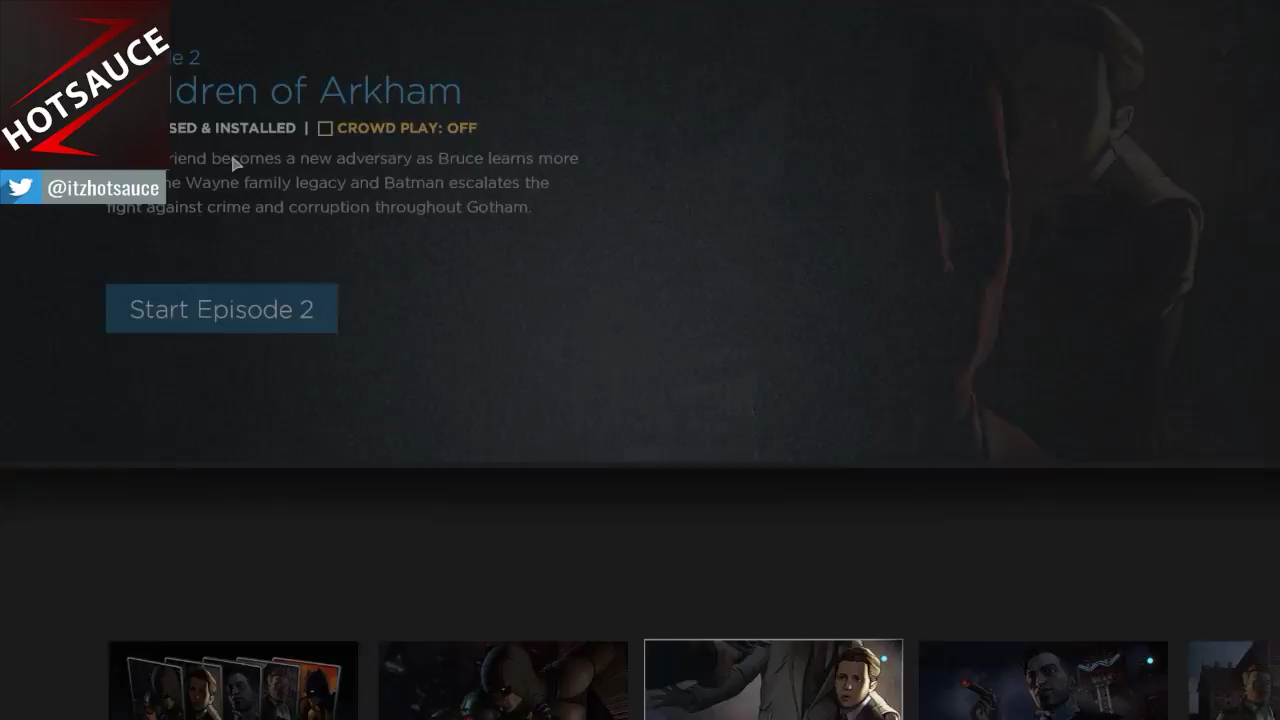 HOTSAUCE
@itzhotsauce
de 2
ldren of Arkham
SED & INSTALLED | CROWD PLAY: OFF
riend becomes a new adversary as Bruce learns more
he Wayne family legacy and Batman escalates the
fight against crime and corruption throughout Gotham.
Start Episode 2